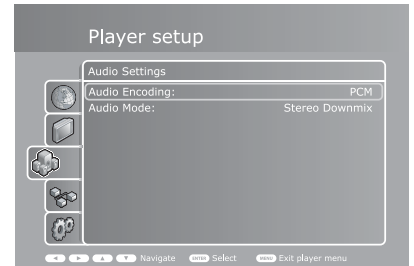 Player setup
Audio Settings
Audio Encoding: PCM
Audio Mode: Stereo Downmix
Navigate ENTER Select MENU Exit player menu